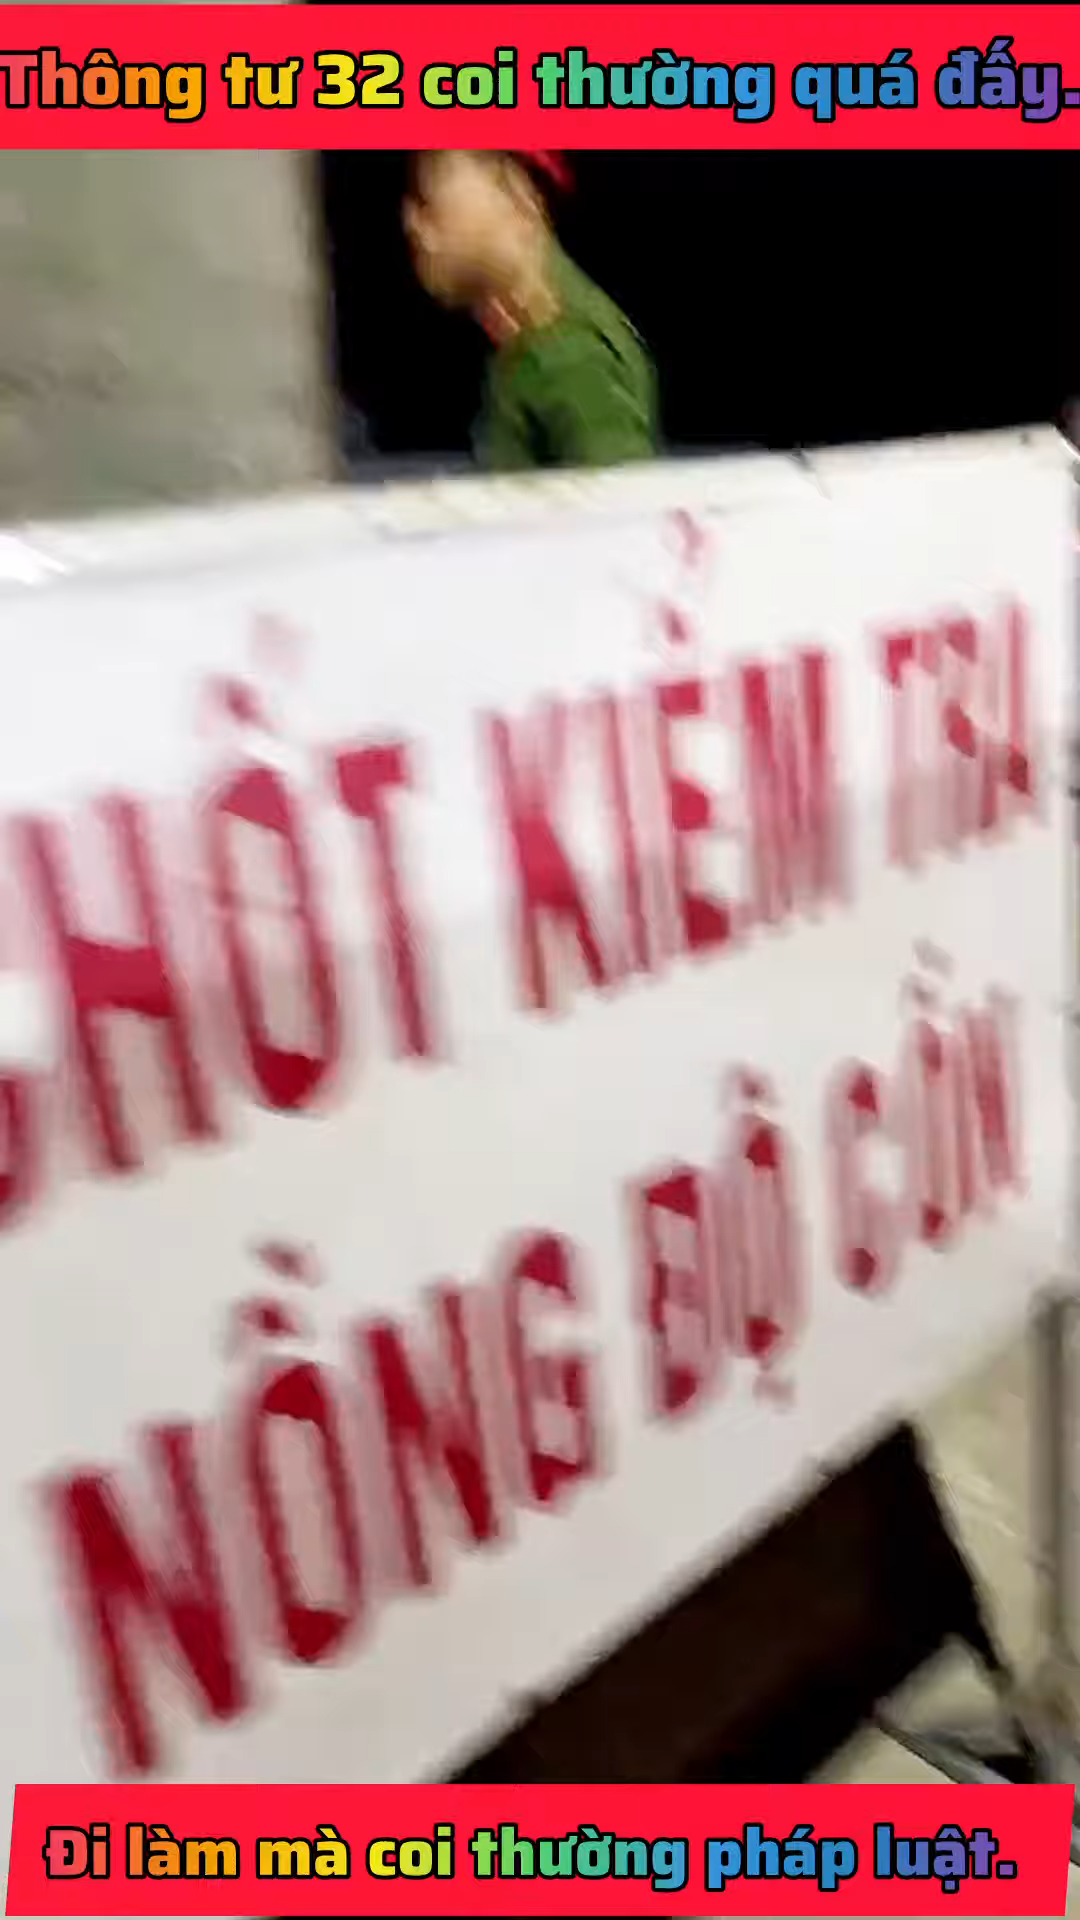 Thông tư 32 coi thường quá đấy.
CHỐT KIỂM TRA
NỒNG ĐỘ CỒN
Đi làm mà coi thường pháp luật.